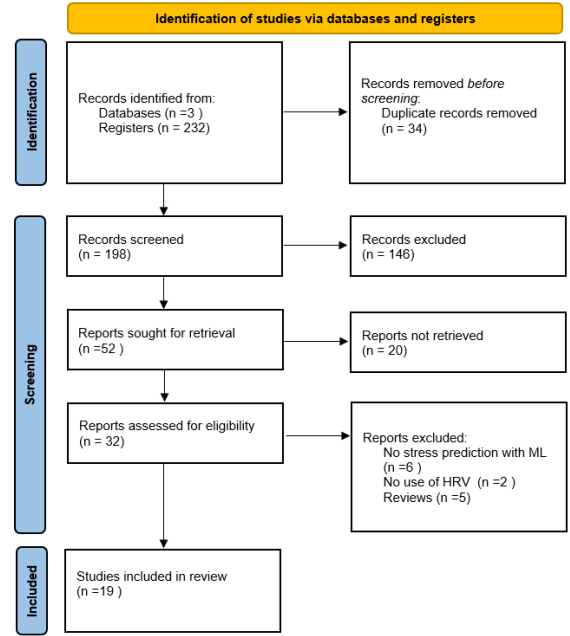 Identification of studies via databases and registers
Identification
Records identified from:
Databases (n =3 )
Registers (n = 232)
Records removed before
screening:
Duplicate records removed
(n = 34)
Screening
Records screened
(n = 198)
Records excluded
(n = 146)
Reports sought for retrieval
(n =52 )
Reports not retrieved
(n = 20)
Reports assessed for eligibility
(n = 32)
Reports excluded:
No stress prediction with ML
(n =6 )
No use of HRV (n =2 )
Reviews (n =5)
Included
Studies included in review
(n =19 )